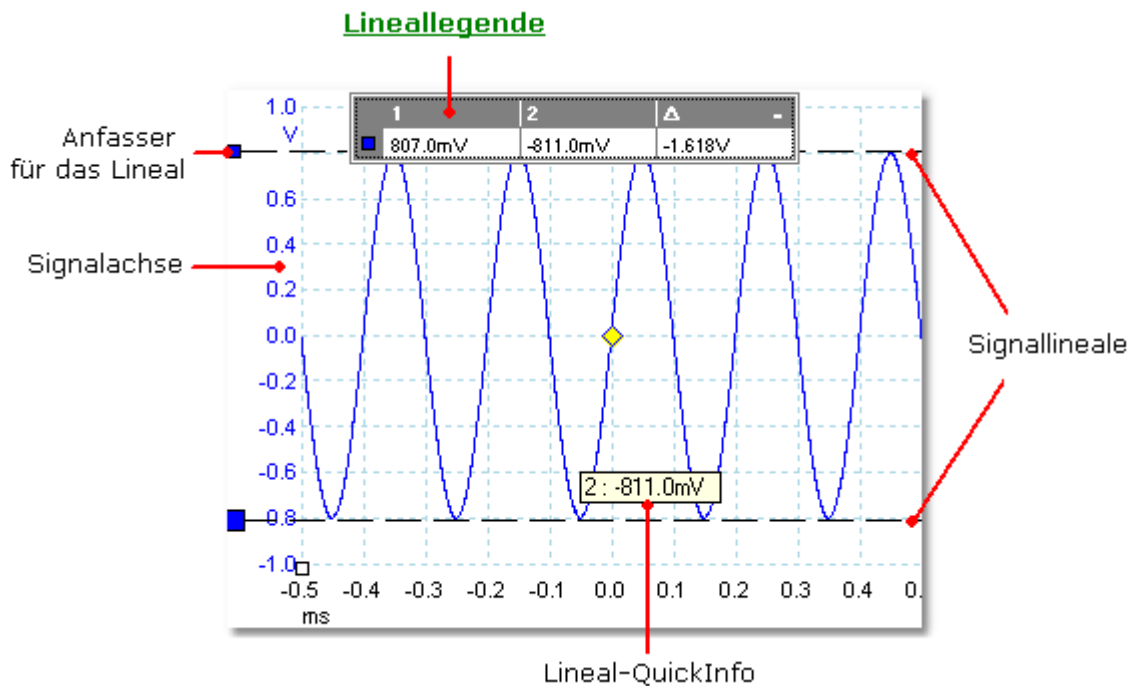 Lineallegende
1 2 Δ -
807.0mV -811.0mV -1.618V
Anfasser
für das Lineal
Signalachse
1.0
V
0.6
0.4
0.2
0.0
-0.2
-0.4
-0.6
-0.8
-1.0
2 : -811.0mV
Signallineale
-0.5 -0.4 -0.3 -0.2 -0.1 0.0 0.1 0.2 0.3 0.4 0.
ms
Lineal-QuickInfo